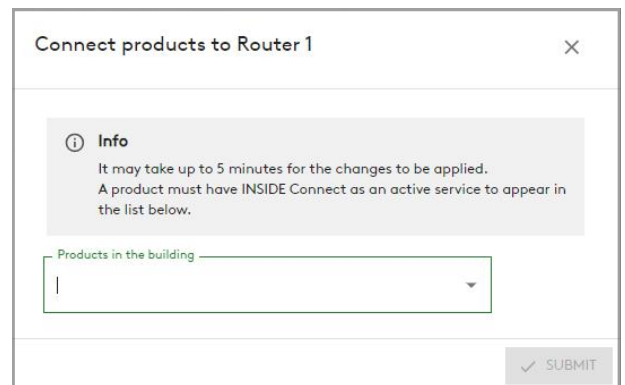 Connect products to Router 1
Info
It may take up to 5 minutes for the changes to be applied.
A product must have INSIDE Connect as an active service to appear in
the list below.
Products in the building
SUBMIT